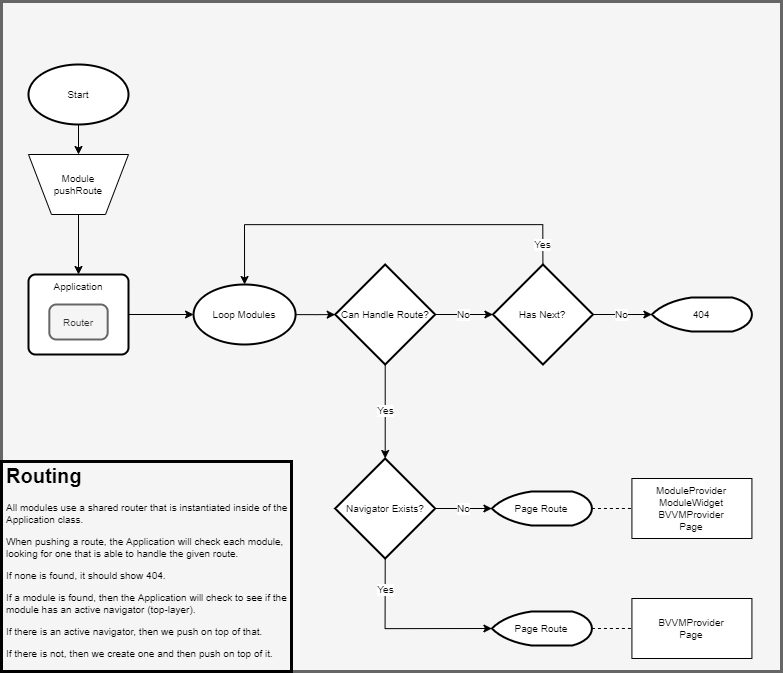 Start
Module
pushRoute
Application
Router
Loop Modules
Can Handle Route?
No
Has Next?
Yes
No
404
Yes
Navigator Exists?
No
Page Route
ModuleProvider
ModuleWidget
BVVMProvider
Page
Yes
Page Route
BVVMProvider
Page
Routing
All modules use a shared router that is instantiated inside of the
Application class.
When pushing a route, the Application will check each module,
looking for one that is able to handle the given route.
If none is found, it should show 404.
If a module is found, then the Application will check to see if the
module has an active navigator (top-layer).
If there is an active navigator, then we push on top of that.
If there is not, then we create one and then push on top of it.